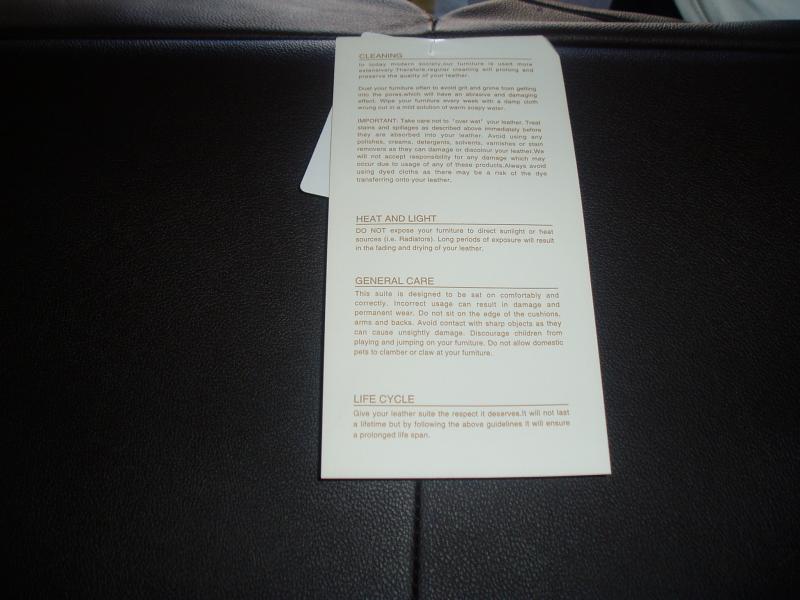 CLEANING
In today modern society,our furniture is used more
extensively.Therefore,regular cleaning will prolong and
preserve the quality of your leather.
Dust your furniture often to avoid grit and grime from getting
into the pores,which will have an abrasive and damaging
effect. Wipe your furniture every week with a damp cloth
wrung out in a mild solution of warm soapy water.
IMPORTANT: Take care not to "over wet" your leather. Treat
stains and spillages as described above immediately before
they are absorbed into your leather. Avoid using any
polishes, creams, detergents, solvents, varnishes or stain
removers as they can damage or discolour your leather.We
will not accept responsibility for any damage which may
occur due to usage of any of these products.Always avoid
using dyed cloths as there may be a risk of the dye
transferring onto your leather.
HEAT AND LIGHT
DO NOT expose your furniture to direct sunlight or heat
sources (i.e. Radiators). Long periods of exposure will result
in the fading and drying of your leather.
GENERAL CARE
This suite is designed to be sat on comfortably and
correctly. Incorrect usage can result in damage and
permanent wear. Do not sit on the edge of the cushions,
arms and backs. Avoid contact with sharp objects as they
can cause unsightly damage. Discourage children from
playing and jumping on your furniture. Do not allow domestic
pets to clamber or claw at your furniture.
LIFE CYCLE
Give your leather suite the respect it deserves.It will not last
a lifetime but by following the above guidelines it will ensure
a prolonged life span.